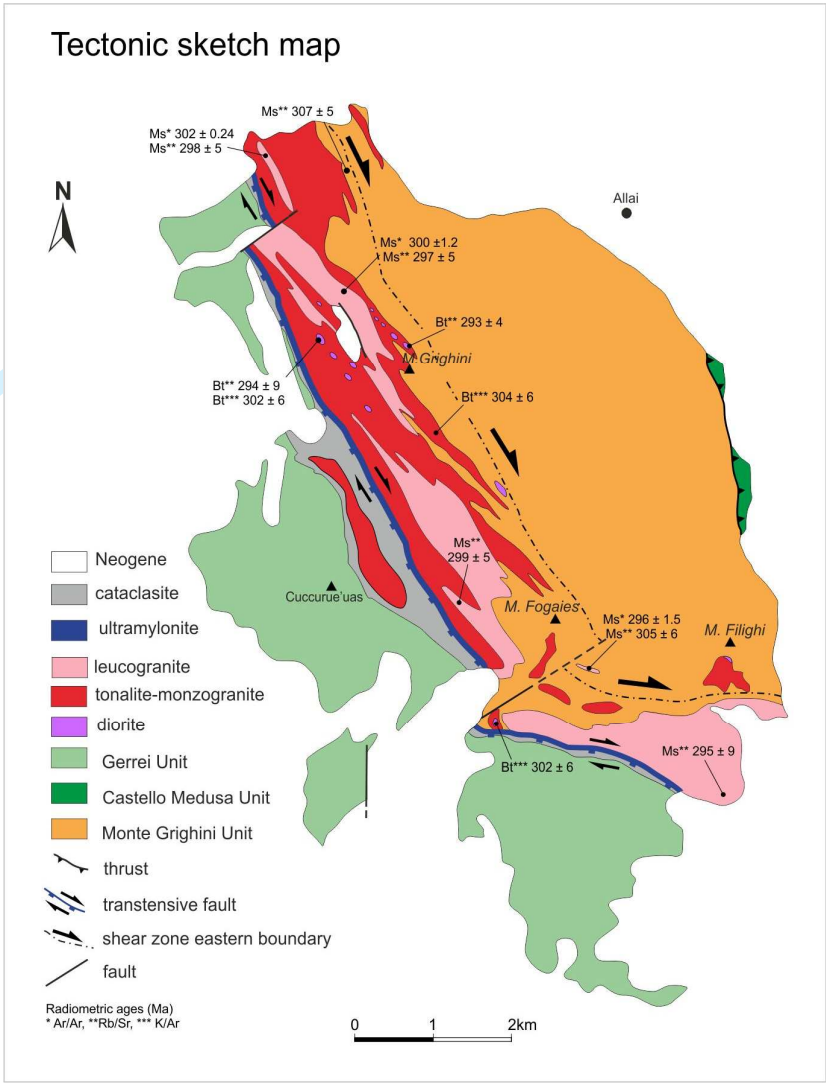 Tectonic sketch map
Ms** 307 ± 5
Ms* 302 ± 0.24
Ms** 298 ± 5
N
Allai
Ms* 300 ±1.2
Ms** 297 ± 5
Bt** 293 ± 4
M.Grighini
Bt** 294 ± 9
Bt*** 302 ± 6
Bt*** 304 ± 6
Ms**
299 ± 5
Cuccurue'uas
M. Fogaies
Ms* 296 ± 1.5
Ms** 305 ± 6
M. Filighi
Ms** 295 ± 9
Bt*** 302 ± 6
Neogene
cataclasite
ultramylonite
leucogranite
tonalite-monzogranite
diorite
Gerrei Unit
Castello Medusa Unit
Monte Grighini Unit
thrust
transtensive fault
shear zone eastern boundary
fault
Radiometric ages (Ma)
* Ar/Ar, **Rb/Sr, *** K/Ar
0 1 2km